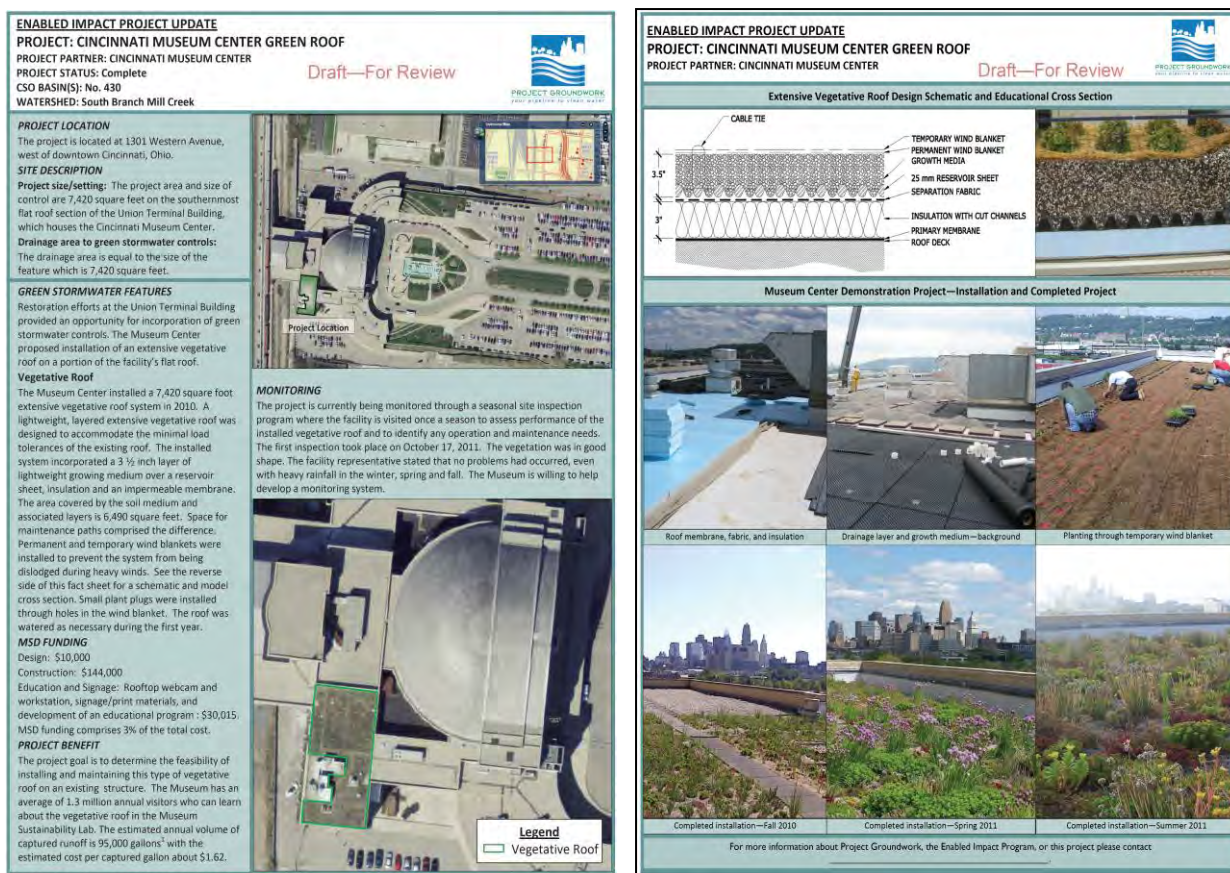 ENABLED IMPACT PROJECT UPDATE
PROJECT: CINCINNATI MUSEUM CENTER GREEN ROOF
PROJECT PARTNER: CINCINNATI MUSEUM CENTER
PROJECT STATUS: Complete
CSO BASIN(S): No. 430
WATERSHED: South Branch Mill Creek
Draft—For Review
PROJECT GROUNDWORK
your pipeline to clean water
PROJECT LOCATION
The project is located at 1301 Western Avenue,
west of downtown Cincinnati, Ohio.
SITE DESCRIPTION
Project size/setting: The project area and size of
control are 7,420 square feet on the southernmost
flat roof section of the Union Terminal Building,
which houses the Cincinnati Museum Center.
Drainage area to green stormwater controls:
The drainage area is equal to the size of the
feature which is 7,420 square feet.
GREEN STORMWATER FEATURES
Restoration efforts at the Union Terminal Building
provided an opportunity for incorporation of green
stormwater controls. The Museum Center
proposed installation of an extensive vegetative
roof on a portion of the facility's flat roof.
Vegetative Roof
The Museum Center installed a 7,420 square foot
extensive vegetative roof system in 2010. A
lightweight, layered extensive vegetative roof was
designed to accommodate the minimal load
tolerances of the existing roof. The installed
system incorporated a 3 ½ inch layer of
lightweight growing medium over a reservoir
sheet, insulation and an impermeable membrane.
The area covered by the soil medium and
associated layers is 6,490 square feet. Space for
maintenance paths comprised the difference.
Permanent and temporary wind blankets were
installed to prevent the system from being
dislodged during heavy winds. See the reverse
side of this fact sheet for a schematic and model
cross section. Small plant plugs were installed
through holes in the wind blanket. The roof was
watered as necessary during the first year.
MSD FUNDING
Design: $10,000
Construction: $144,000
Education and Signage: Rooftop webcam and
workstation, signage/print materials, and
development of an educational program : $30,015.
MSD funding comprises 3% of the total cost.
PROJECT BENEFIT
The project goal is to determine the feasibility of
installing and maintaining this type of vegetative
roof on an existing structure. The Museum has an
average of 1.3 million annual visitors who can learn
about the vegetative roof in the Museum
Sustainability Lab. The estimated annual volume of
captured runoff is 95,000 gallons¹ with the
estimated cost per captured gallon about $1.62.
Project Location
MONITORING
The project is currently being monitored through a seasonal site inspection
program where the facility is visited once a season to assess performance of the
installed vegetative roof and to identify any operation and maintenance needs.
The first inspection took place on October 17, 2011. The vegetation was in good
shape. The facility representative stated that no problems had occurred, even
with heavy rainfall in the winter, spring and fall. The Museum is willing to help
develop a monitoring system.
Legend
Vegetative Roof
ENABLED IMPACT PROJECT UPDATE
PROJECT: CINCINNATI MUSEUM CENTER GREEN ROOF
PROJECT PARTNER: CINCINNATI MUSEUM CENTER
Draft—For Review
PROJECT GROUNDWORK
your pipeline to clean water
Extensive Vegetative Roof Design Schematic and Educational Cross Section
CABLE TIE
TEMPORARY WIND BLANKET
PERMANENT WIND BLANKET
GROWTH MEDIA
3.5"
25 mm RESERVOIR SHEET
SEPARATION FABRIC
3"
INSULATION WITH CUT CHANNELS
PRIMARY MEMBRANE
ROOF DECK
Museum Center Demonstration Project—Installation and Completed Project
Roof membrane, fabric, and insulation
Drainage layer and growth medium—background
Planting through temporary wind blanket
Completed installation—Fall 2010
Completed installation—Spring 2011
Completed installation—Summer 2011
For more information about Project Groundwork, the Enabled Impact Program, or this project please contact